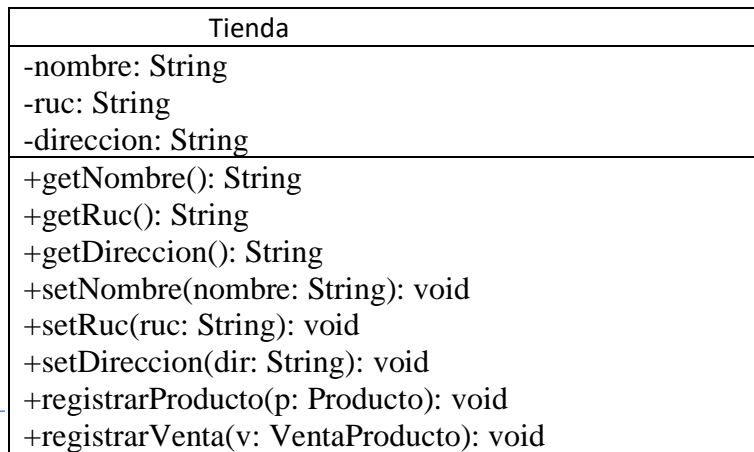 Tienda
-nombre: String
-ruc: String
-direccion: String
+getNombre(): String
+getRuc(): String
+getDireccion(): String
+setNombre(nombre: String): void
+setRuc(ruc: String): void
+setDireccion(dir: String): void
+registrarProducto(p: Producto): void
+registrarVenta(v: VentaProducto): void